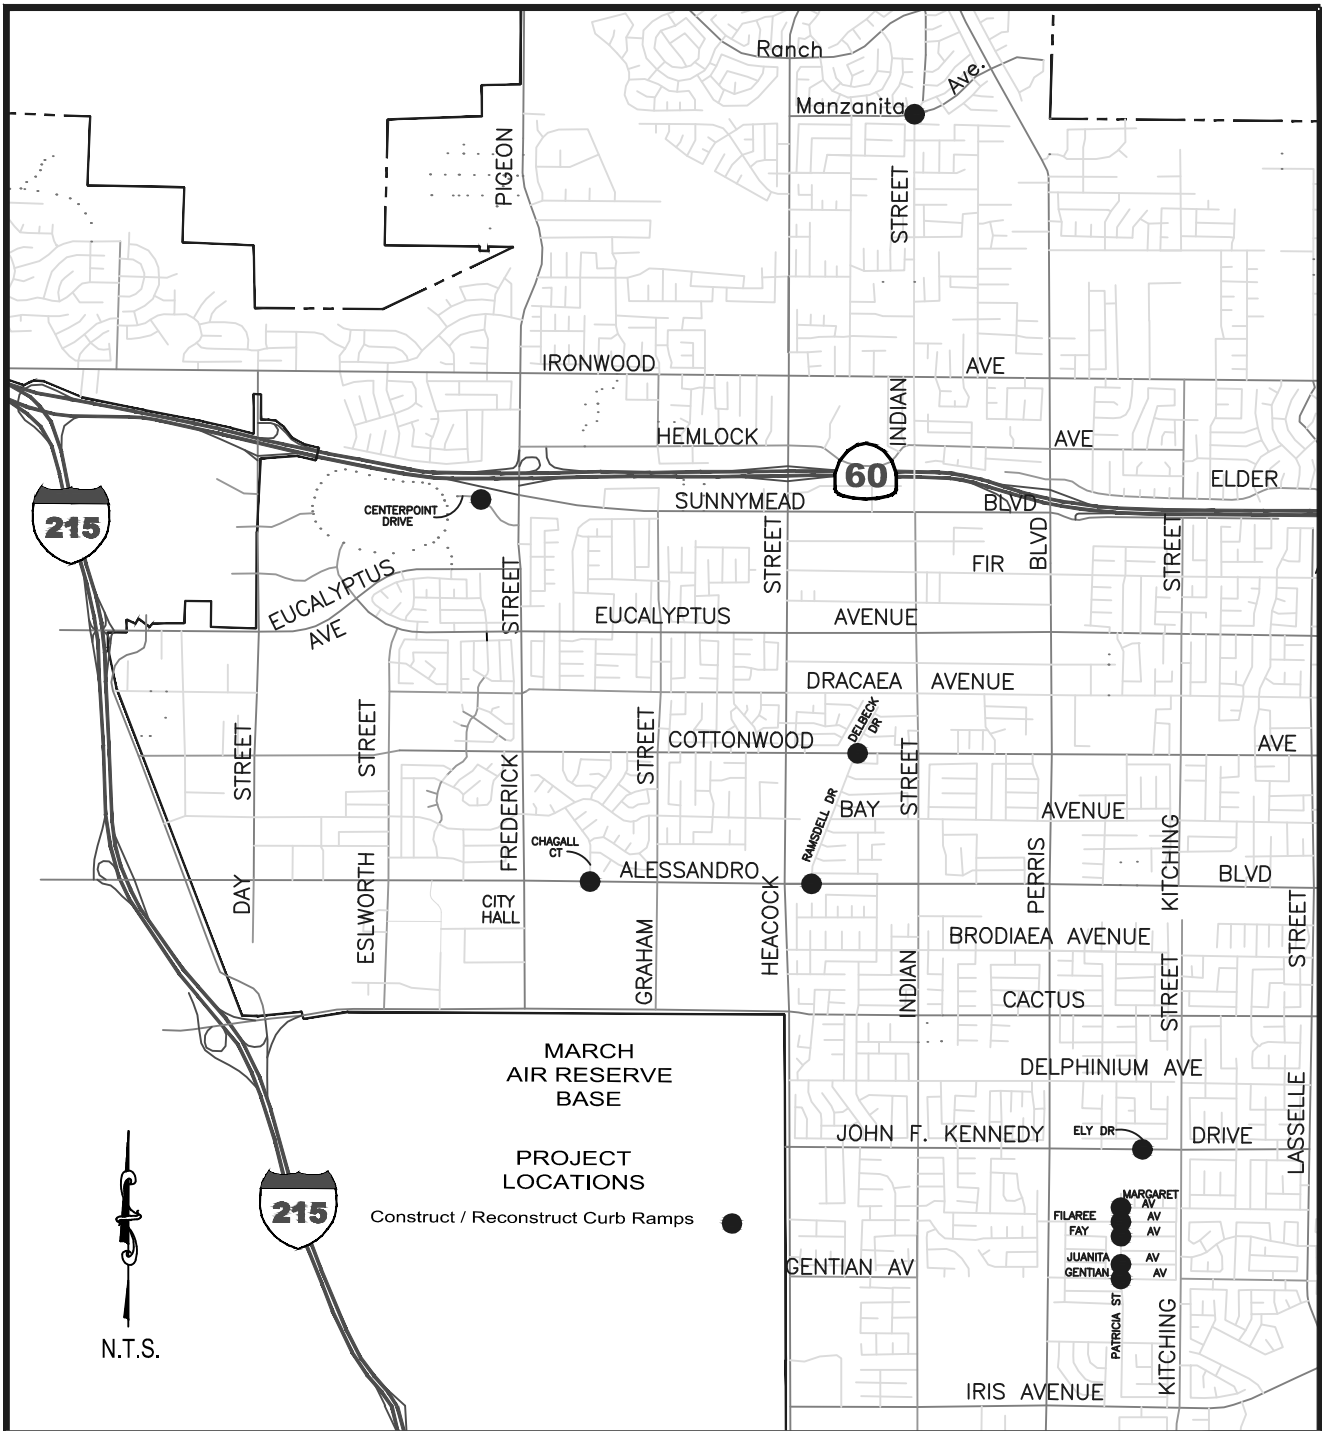 Ranch
Manzanita
Ave.
PIGEON
STREET
IRONWOOD
AVE
INDIAN
HEMLOCK
AVE
60
ELDER
SUNNYMEAD
BLVD
CENTERPOINT
DRIVE
215
STREET
BLVD
STREET
FIR
EUCALYPTUS
AVE
STREET
EUCALYPTUS
AVENUE
DRACAEA
AVENUE
DELBECK
DR
STREET
STREET
STREET
COTTONWOOD
STREET
AVE
FREDERICK
RAMSDELL DR
BAY
AVENUE
KITCHING
CHAGALL
CT
PERRIS
ALESSANDRO
BLVD
DAY
ESLWORTH
CITY
HALL
HEACOCK
GRAHAM
STREET
BRODIAEA AVENUE
INDIAN
STREET
CACTUS
MARCH
AIR RESERVE
BASE
DELPHINIUM AVE
LASSELLE
JOHN F. KENNEDY
ELY DR
DRIVE
PROJECT
LOCATIONS
Construct / Reconstruct Curb Ramps
215
MARGARET
AV
FILAREE
AV
FAY
AV
JUANITA
AV
GENTIAN
AV
GENTIAN AV
PATRICIA ST
KITCHING
N.T.S.
IRIS AVENUE